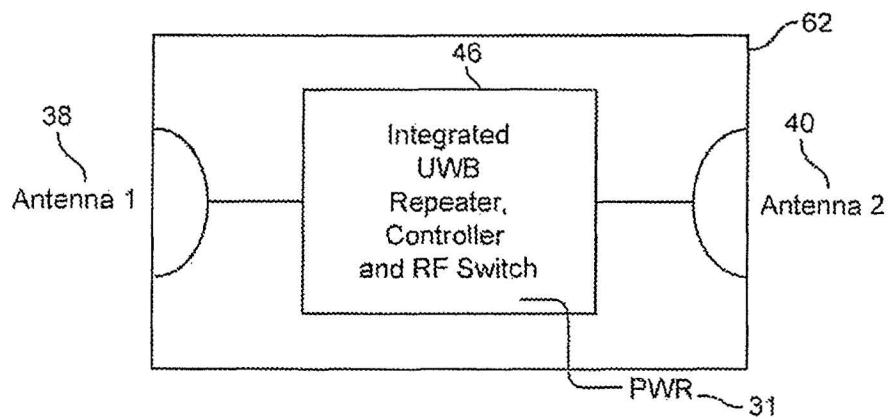 62
46
38
Integrated
UWB
Repeater,
Controller
and RF Switch
40
Antenna 1
Antenna 2
PWR
31